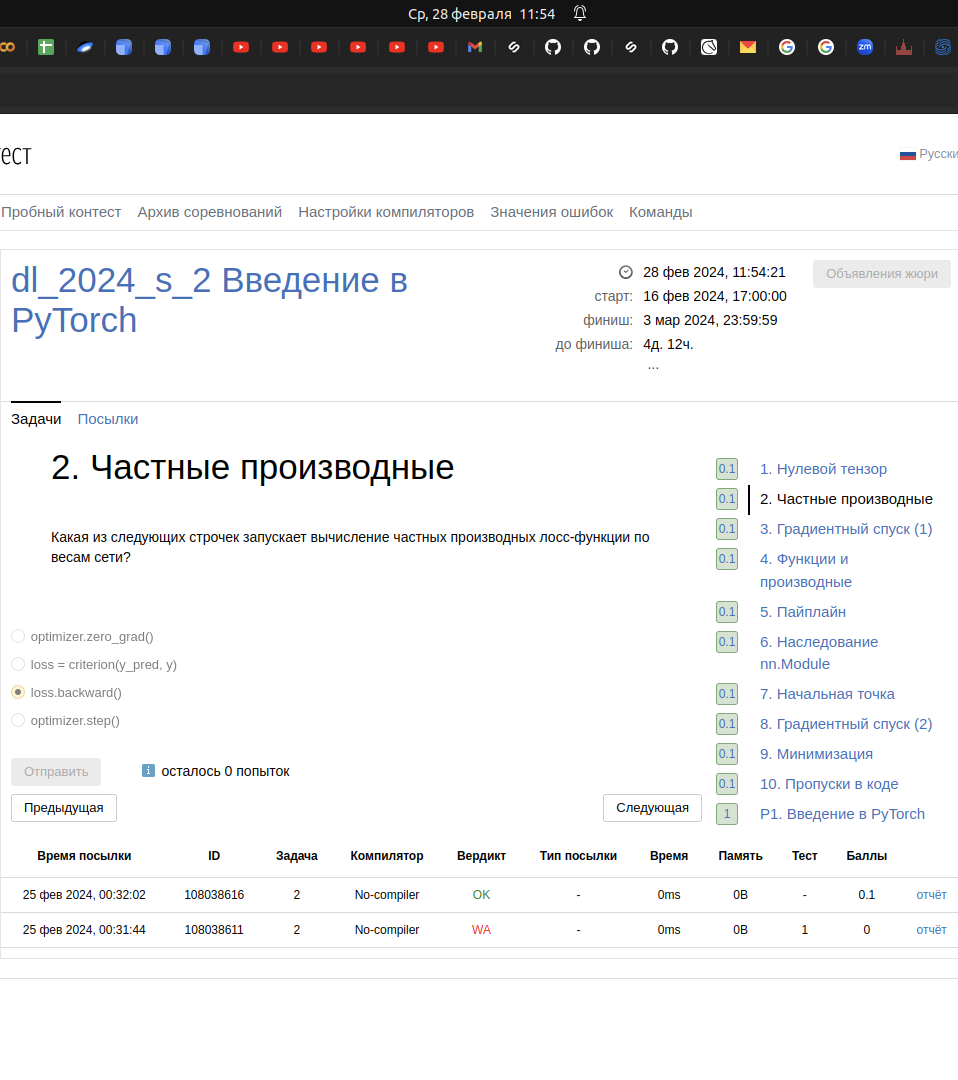 Ср, 28 февраля 11:54
zm
ест
Русски
Пробный контест Архив соревнований Настройки компиляторов Значения ошибок Команды
dl_2024_s_2 Введение в
PyTorch
28 фев 2024, 11:54:21
Объявления жюри
старт: 16 фев 2024, 17:00:00
финиш: 3 мар 2024, 23:59:59
до финиша: 4д. 12ч.
...
Задачи Посылки
2. Частные производные
Какая из следующих строчек запускает вычисление частных производных лосс-функции по
весам сети?
optimizer.zero_grad()
loss = criterion(y_pred, y)
loss.backward()
optimizer.step()
Отправить
осталось 0 попыток
Предыдущая
Следующая
0.1 1. Нулевой тензор
0.1 2. Частные производные
0.1 3. Градиентный спуск (1)
0.1 4. Функции и
производные
0.1 5. Пайплайн
0.1 6. Наследование
nn.Module
0.1 7. Начальная точка
0.1 8. Градиентный спуск (2)
0.1 9. Минимизация
0.1 10. Пропуски в коде
1 P1. Введение в PyTorch
Время посылки ID Задача Компилятор Вердикт Тип посылки Время Память Тест Баллы
25 фев 2024, 00:32:02 108038616 2 No-compiler OK - 0ms 0B - 0.1 отчёт
25 фев 2024, 00:31:44 108038611 2 No-compiler WA - 0ms 0B 1 0 отчёт